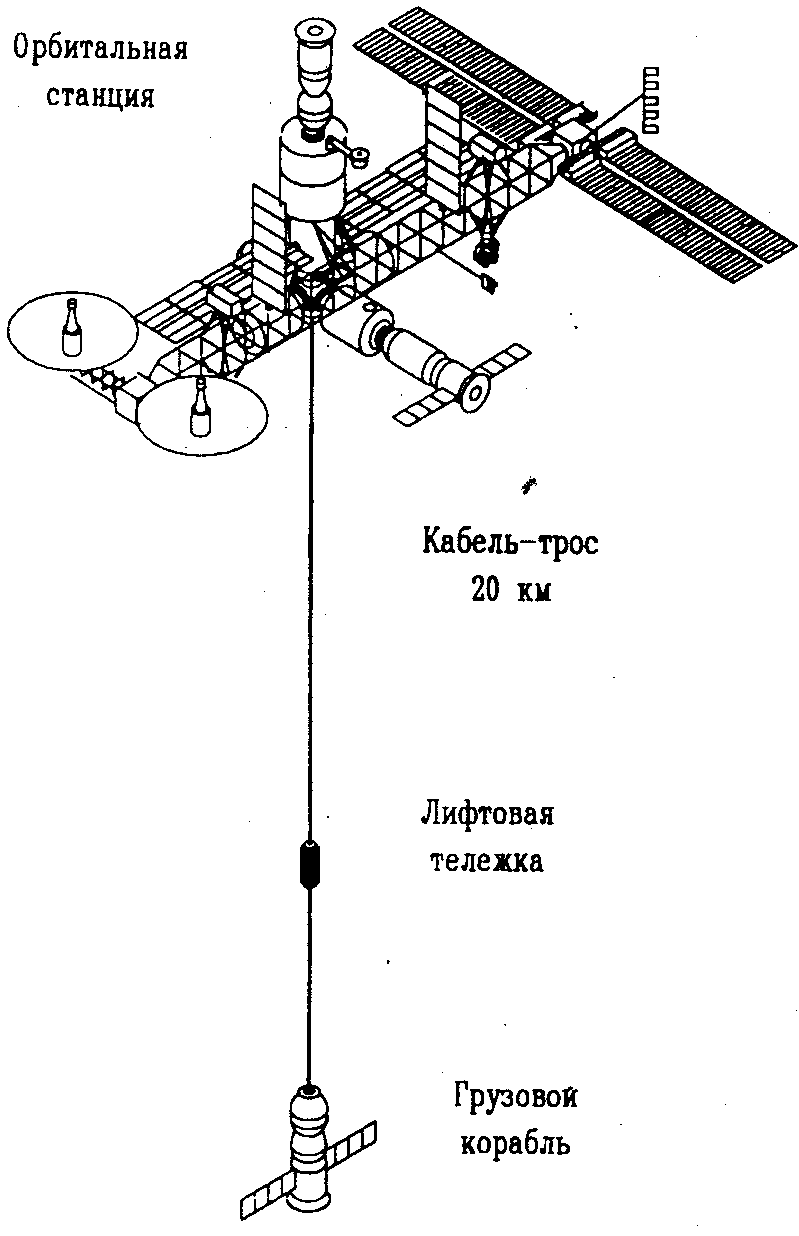 Орбитальная
станция
Кабель-трос
20 км
Лифтовая
тележка
Грузовой
корабль